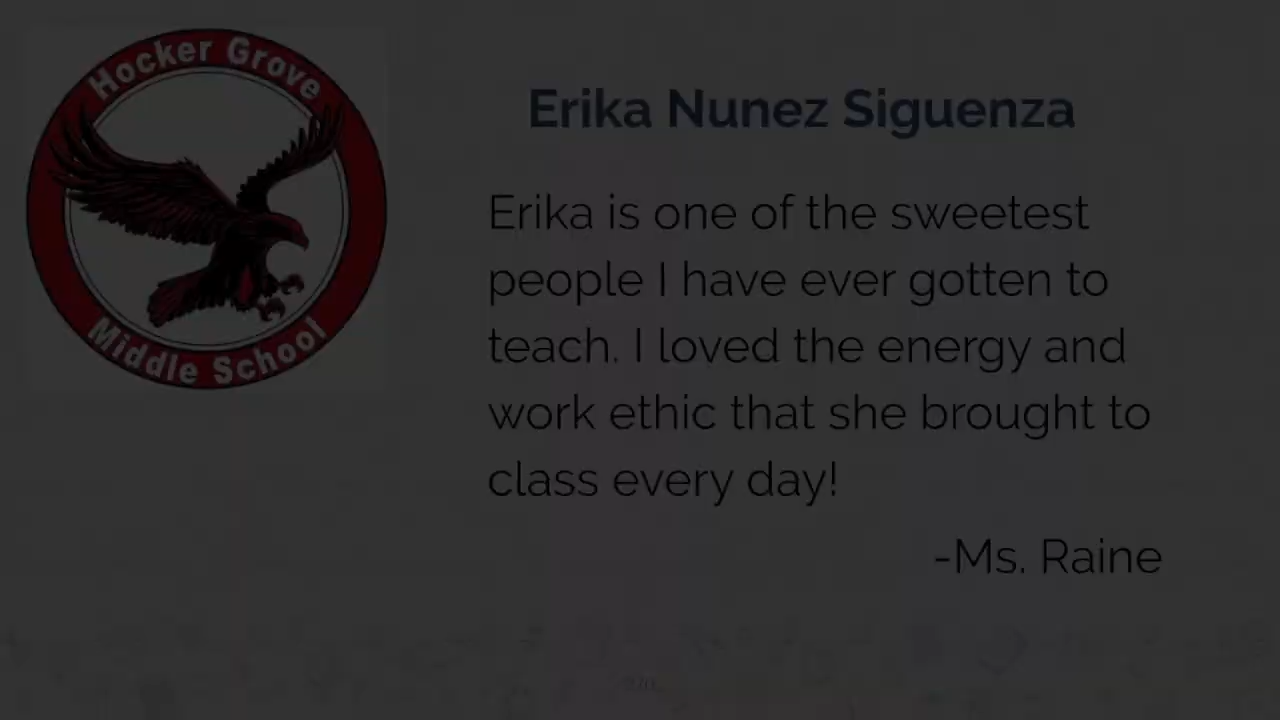 Hocker Grove
Middle School
Erika Nunez Siguenza
Erika is one of the sweetest
people I have ever gotten to
teach. I loved the energy and
work ethic that she brought to
class every day!
-Ms. Raine